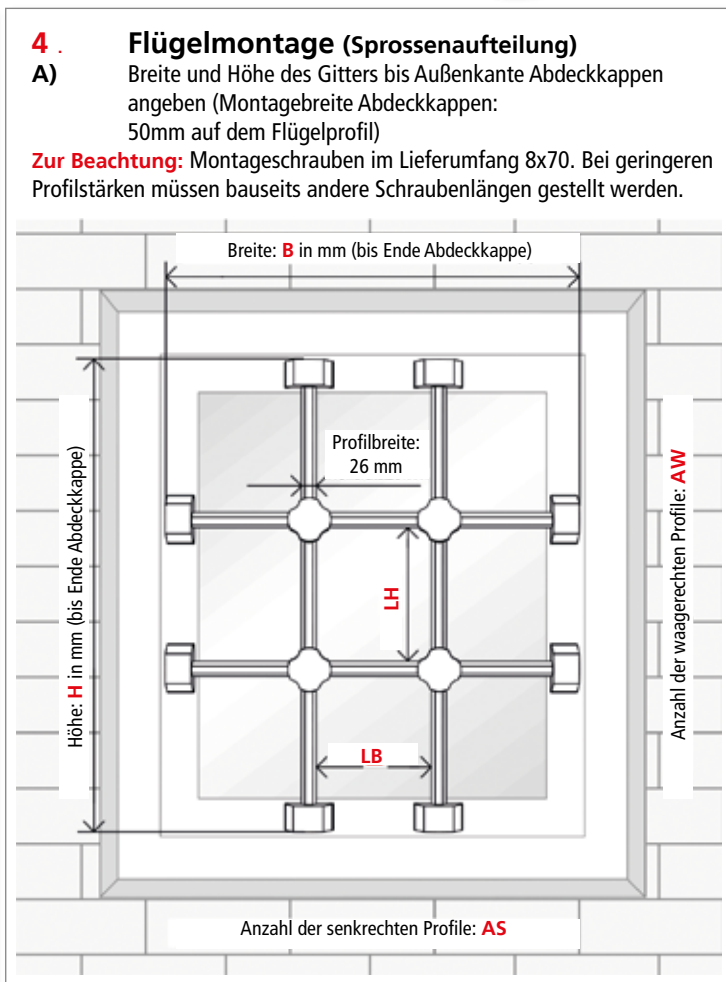 4 . Flügelmontage (Sprossenaufteilung)
A) Breite und Höhe des Gitters bis Außenkante Abdeckkappen
angeben (Montagebreite Abdeckkappen:
50mm auf dem Flügelprofil)
Zur Beachtung: Montageschrauben im Lieferumfang 8x70. Bei geringeren
Profilstärken müssen bauseits andere Schraubenlängen gestellt werden.
Breite: B in mm (bis Ende Abdeckkappe)
Höhe: H in mm (bis Ende Abdeckkappe)
Profilbreite:
26 mm
LH
LB
Anzahl der waagerechten Profile: AW
Anzahl der senkrechten Profile: AS